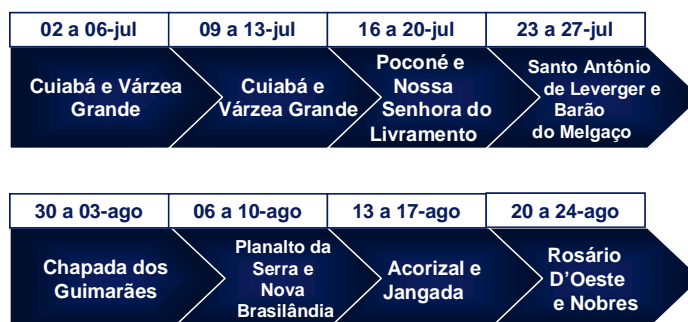 02 a 06-jul
09 a 13-jul
16 a 20-jul
23 a 27-jul
Cuiabá e Várzea
Grande
Cuiabá e
Várzea Grande
Poconé e
Nossa
Senhora do
Livramento
Santo Antônio
de Leverger e
Barão
do Melgaço
30 a 03-ago
06 a 10-ago
13 a 17-ago
20 a 24-ago
Chapada dos
Guimarães
Planalto da
Serra e
Nova
Brasilândia
Acorizal e
Jangada
Rosário
D’Oeste
e Nobres